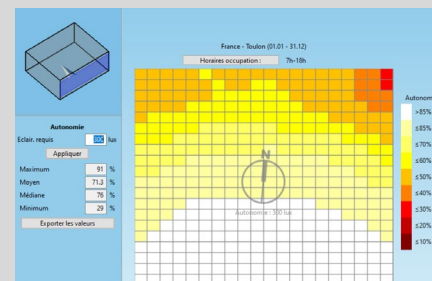 France - Toulon (01.01 - 31.12)
Horaires occupation : 7h-18h
Autonomie
Eclair. requis 300 lux
Appliquer
Maximum 91 %
Moyen 71.3 %
Médiane 76 %
Minimum 29 %
Exporter les valeurs
N
Autonomie : 300 lux
Autonom
>85%
≤85%
≤70%
≤60%
≤50%
≤40%
≤30%
≤20%
≤10%